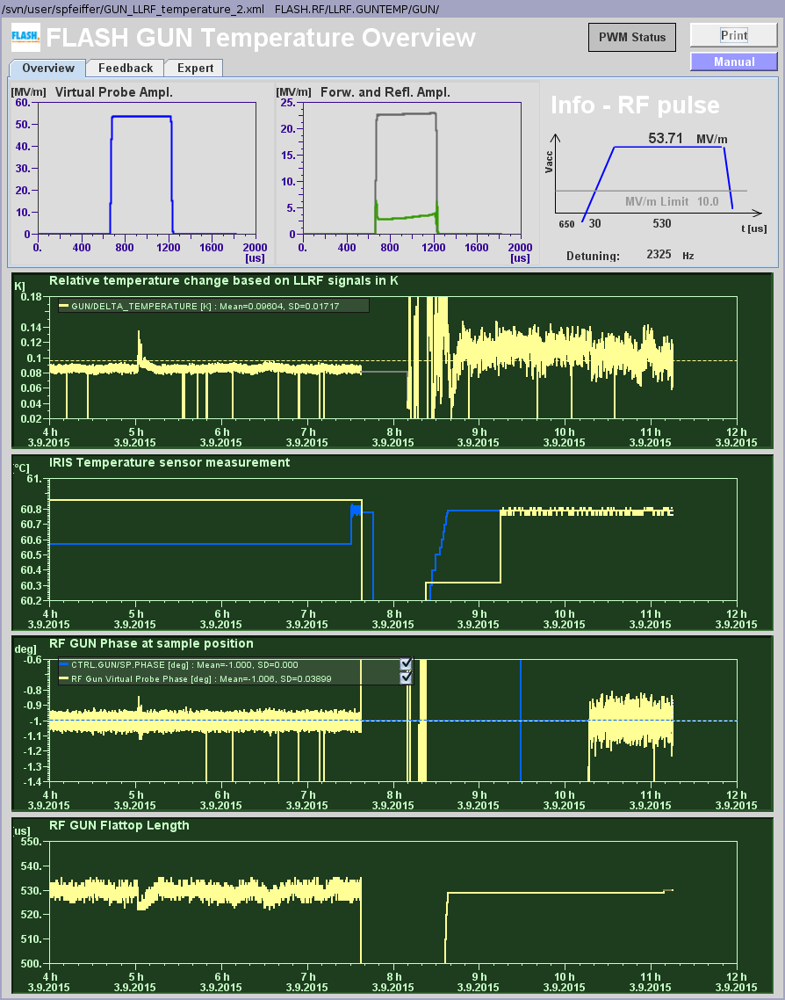 /svn/user/spfeiffer/GUN_LLRF_temperature_2.xml FLASH.RF/LLRF.GUNTEMP/GUN/
FLASH. FLASH GUN Temperature Overview
PWM Status
Print
Manual
Overview Feedback Expert
[MV/m] Virtual Probe Ampl.
60.
50.
40.
30.
20.
10.
0
0. 400 800 1200 1600 2000
[us]
[MV/m] Forw. and Refl. Ampl.
25.
20.
15.
10.
5.
0
0. 400 800 1200 1600 2000
[us]
Info - RF pulse
53.71 MV/m
Vacc
MV/m Limit 10.0
650 30 530
t [us]
Detuning: 2325 Hz
Relative temperature change based on LLRF signals in K
K]
0.18
GUN/DELTA_TEMPERATURE [K] : Mean=0.09604, SD=0.01717
0.14
0.12
0.1
0.08
0.06
0.04
0.02
4 h 5 h 6 h 7 h 8 h 9 h 10 h 11 h 12 h
3.9.2015 3.9.2015 3.9.2015 3.9.2015 3.9.2015 3.9.2015 3.9.2015 3.9.2015 3.9.2015
IRIS Temperature sensor measurement
[°C]
61.
60.8
60.7
60.6
60.5
60.4
60.3
60.2
4 h 5 h 6 h 7 h 8 h 9 h 10 h 11 h 12 h
3.9.2015 3.9.2015 3.9.2015 3.9.2015 3.9.2015 3.9.2015 3.9.2015 3.9.2015 3.9.2015
RF GUN Phase at sample position
deg]
-0.6
CTRL.GUN/SP.PHASE [deg] : Mean=-1.000, SD=0.000
RF Gun Virtual Probe Phase [deg] : Mean=-1.006, SD=0.03899
-0.8
-0.9
-1.
-1.1
-1.2
-1.3
-1.4
4 h 5 h 6 h 7 h 8 h 9 h 10 h 11 h 12 h
3.9.2015 3.9.2015 3.9.2015 3.9.2015 3.9.2015 3.9.2015 3.9.2015 3.9.2015 3.9.2015
RF GUN Flattop Length
[us]
550.
540.
530.
520.
510.
500.
4 h 5 h 6 h 7 h 8 h 9 h 10 h 11 h 12 h
3.9.2015 3.9.2015 3.9.2015 3.9.2015 3.9.2015 3.9.2015 3.9.2015 3.9.2015 3.9.2015